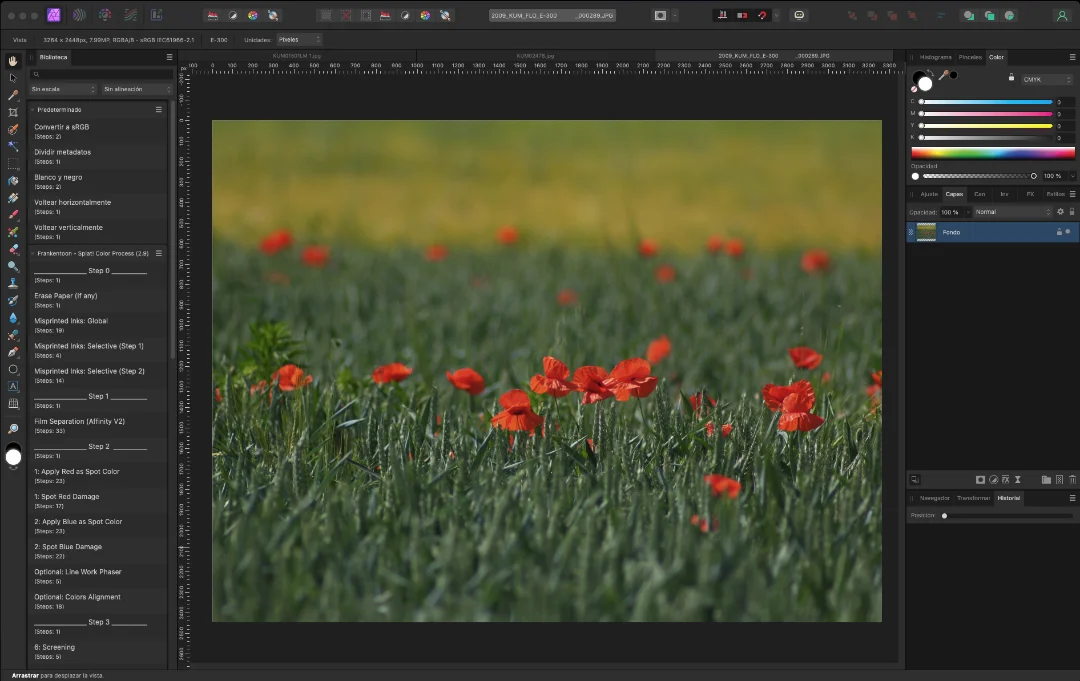 2009_KUM_FLO_E-300 _000289.JPG
Vista 3264 x 2448px, 7.99MP, RGBA/8 - sRGB IEC61966-2.1 E-300 Unidades: Píxeles
Biblioteca
Sin escala Sin alineación
Predeterminado
Convertir a sRGB
(Steps: 2)
Dividir metadatos
(Steps: 1)
Blanco y negro
(Steps: 2)
Voltear horizontalmente
(Steps: 1)
Voltear verticalmente
(Steps: 1)
Frankentoon - Splat! Color Process (2.9)
Step 0
(Steps: 1)
Erase Paper (If any)
(Steps: 1)
Misprinted Inks: Global
(Steps: 19)
Misprinted Inks: Selective (Step 1)
(Steps: 4)
Misprinted Inks: Selective (Step 2)
(Steps: 14)
Step 1
(Steps: 1)
Film Separation (Affinity V2)
(Steps: 33)
Step 2
(Steps: 1)
1: Apply Red as Spot Color
(Steps: 23)
1: Spot Red Damage
(Steps: 17)
2: Apply Blue as Spot Color
(Steps: 23)
2: Spot Blue Damage
(Steps: 22)
Optional: Line Work Phaser
(Steps: 5)
Optional: Colors Alignment
(Steps: 18)
Step 3
(Steps: 1)
6: Screening
(Steps: 5)
KUM02476.jpg
2009_KUM_FLO_E-300 _000289.JPG
Histograma Pinceles Color
CMYK
C 0
M 0
Y 0
K 0
Opacidad
100 %
Ajuste Capas Can Inv FX Estilos
Opacidad: 100 % Normal
Fondo
Navegador Transformar Historial
Posición:
Arrastrar para desplazar la vista.